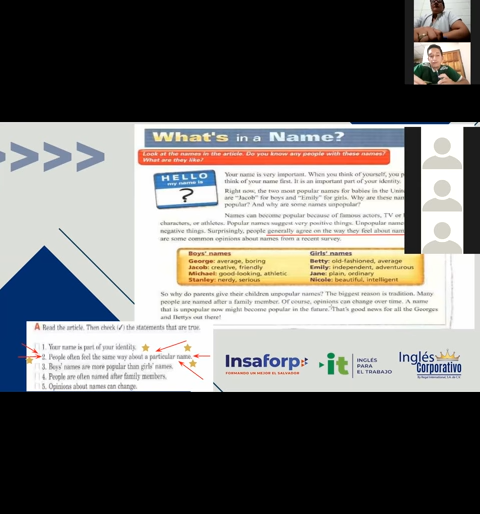 What's in a Name?
Look at the names in the article. Do you know any people with these names?
What are they like?
HELLO
my name is
?
Your name is very important. When you think of yourself, you p
think of your name first. It is an important part of your identity.
Right now, the two most popular names for babies in the Unit
are "Jacob" for boys and "Emily" for girls. Why are these nam
popular? And why are some names unpopular?
Names can become popular because of famous actors, TV or
characters, or athletes. Popular names suggest very positive things. Unpopular name
negative things. Surprisingly, people generally agree on the way they feel about nam
are some common opinions about names from a recent survey.
Boys' names
George: average, boring
Jacob: creative, friendly
Michael: good-looking, athletic
Stanley: nerdy, serious
Girls' names
Betty: old-fashioned, average
Emily: independent, adventurous
Jane: plain, ordinary
Nicole: beautiful, intelligent
So why do parents give their children unpopular names? The biggest reason is tradition. Many
people are named after a family member. Of course, opinions can change over time. A name
that is unpopular now might become popular in the future. That's good news for all the Georges
and Bettys out there!
A Read the article. Then check (✓) the statements that are true.
1. Your name is part of your identity.
2. People often feel the same way about a particular name.
3. Boys' names are more popular than girls' names.
4. People are often named after family members.
5. Opinions about names can change.
Insaforp
FORMANDO UN MEJOR EL SALVADOR
it
INGLÉS
PARA
EL TRABAJO
Inglés
Corporativo